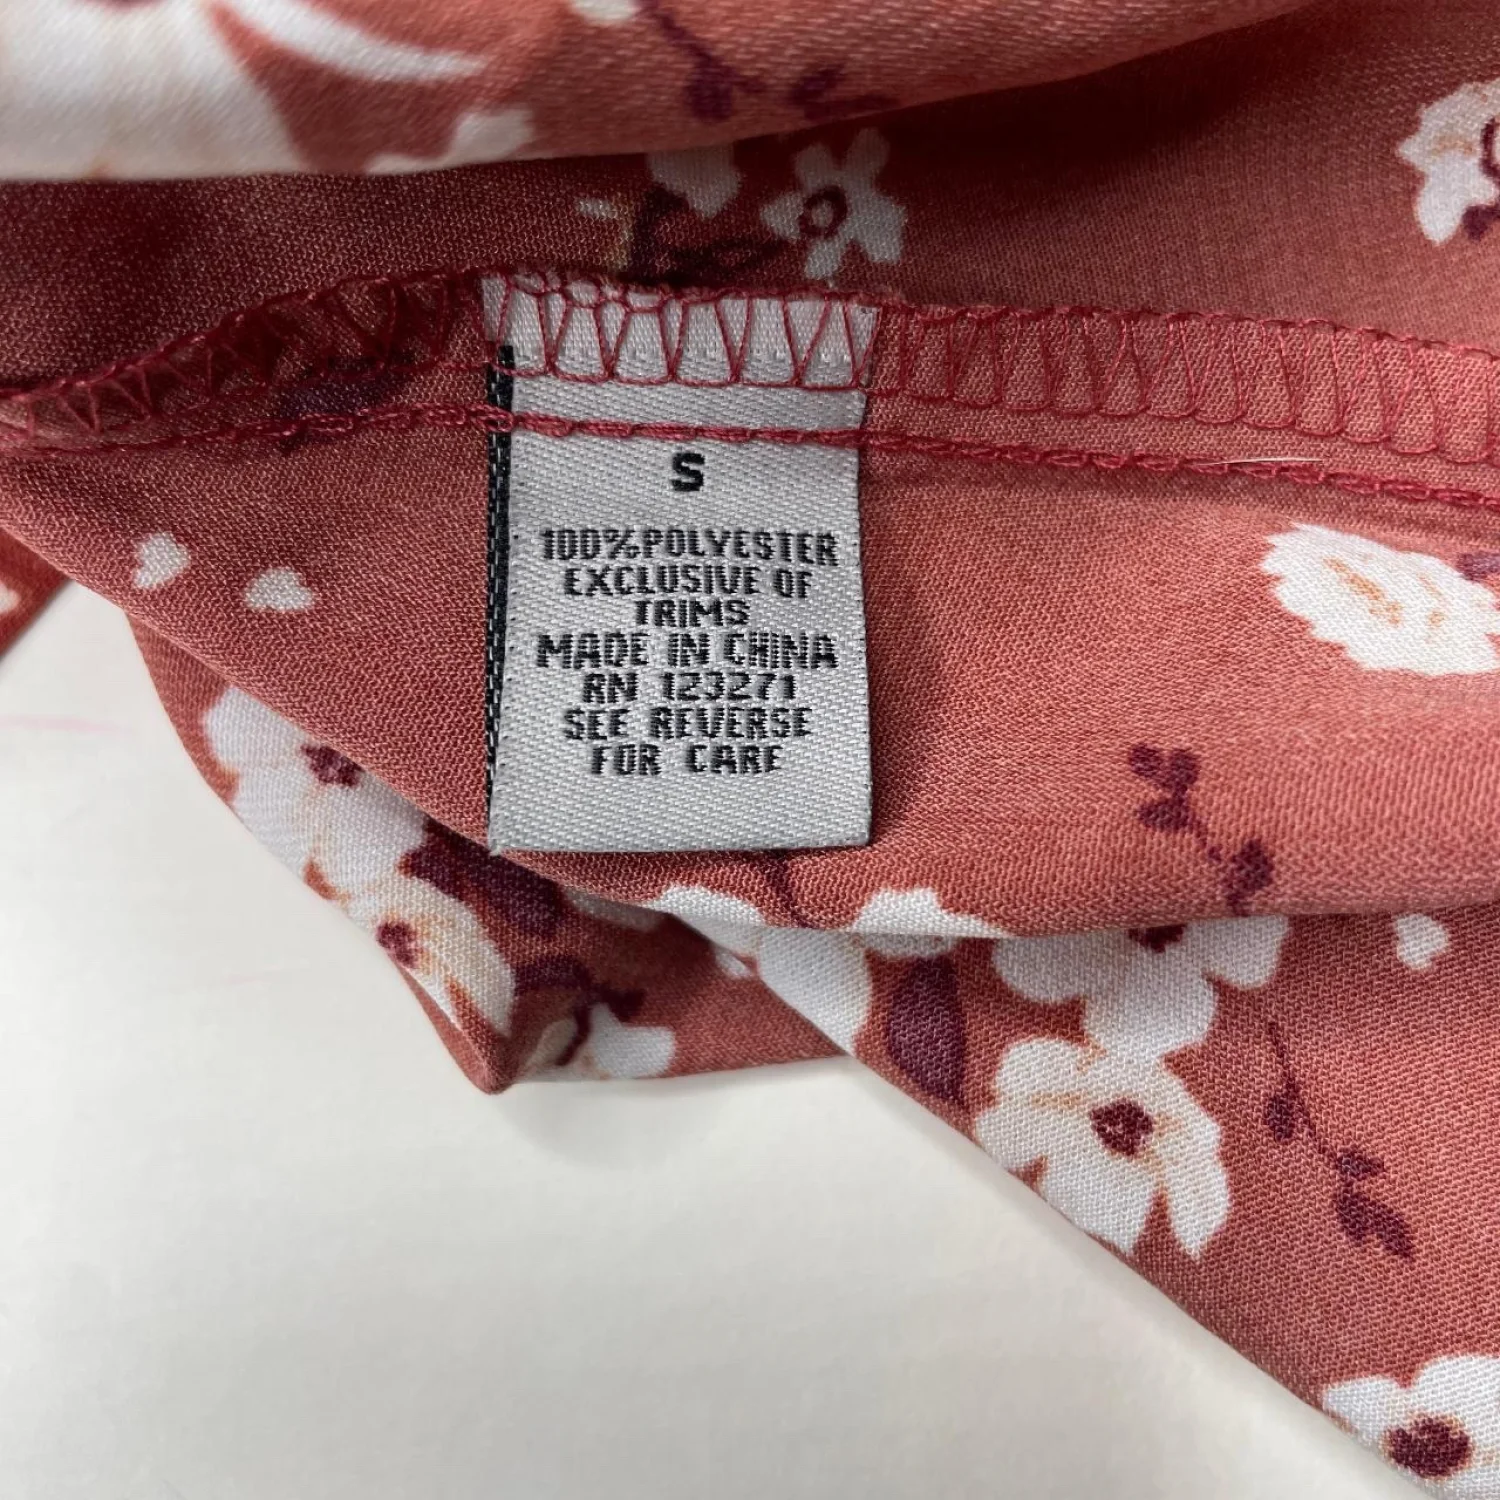 S
100%POLYESTER
EXCLUSIVE OF
TRIMS
MADE IN CHINA
RN 123271
SEE REVERSE
FOR CARE